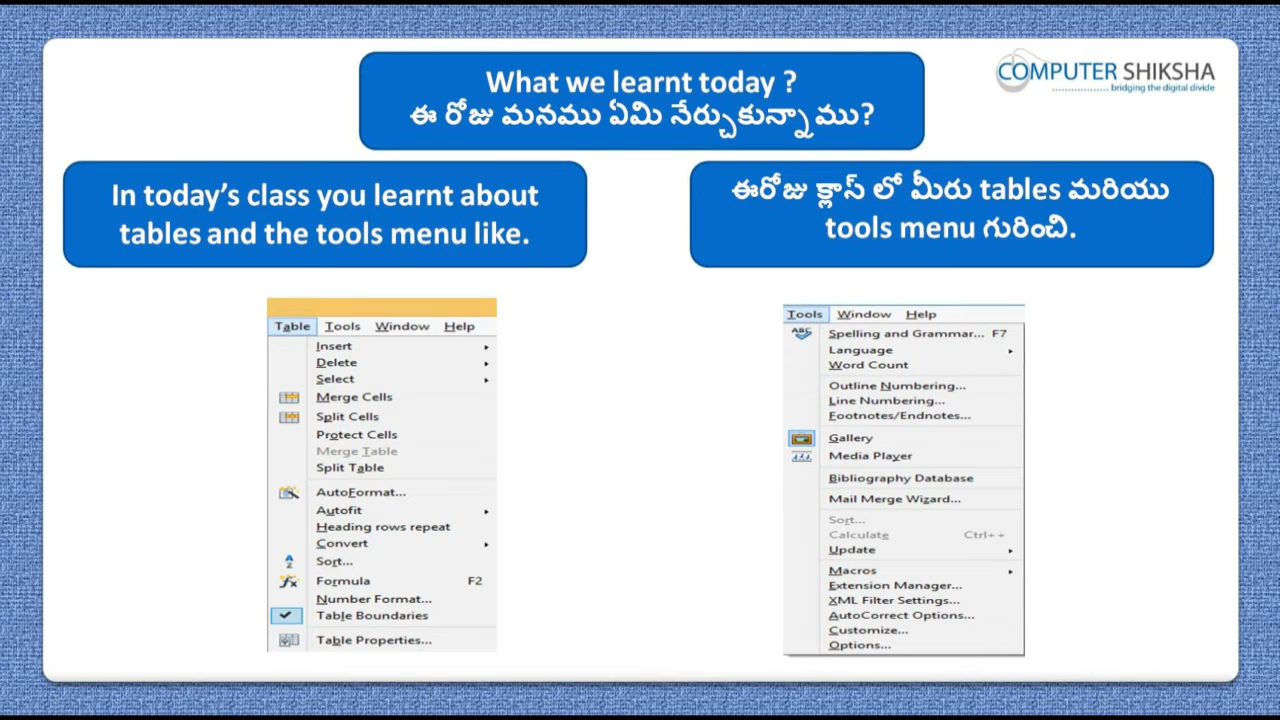 What we learnt today ?
ఈ రోజు మనము ఏమి నేర్చుకున్నాము?
COMPUTER SHIKSHA
bridging the digital divide
In today's class you learnt about
tables and the tools menu like.
ఈరోజు క్లాస్ లో మీరు tables మరియు
tools menu గురించి.
Table Tools Window Help
Insert
Delete
Select
Merge Cells
Split Cells
Protect Cells
Merge Table
Split Table
AutoFormat...
Autofit
Heading rows repeat
Convert
Sort...
Formula F2
Number Format...
Table Boundaries
Table Properties...
Tools Window Help
Spelling and Grammar... F7
Language
Word Count
Outline Numbering...
Line Numbering...
Footnotes/Endnotes...
Gallery
Media Player
Bibliography Database
Mail Merge Wizard...
Sort...
Calculate Ctrl++
Update
Macros
Extension Manager...
XML Filter Settings...
AutoCorrect Options...
Customize...
Options...